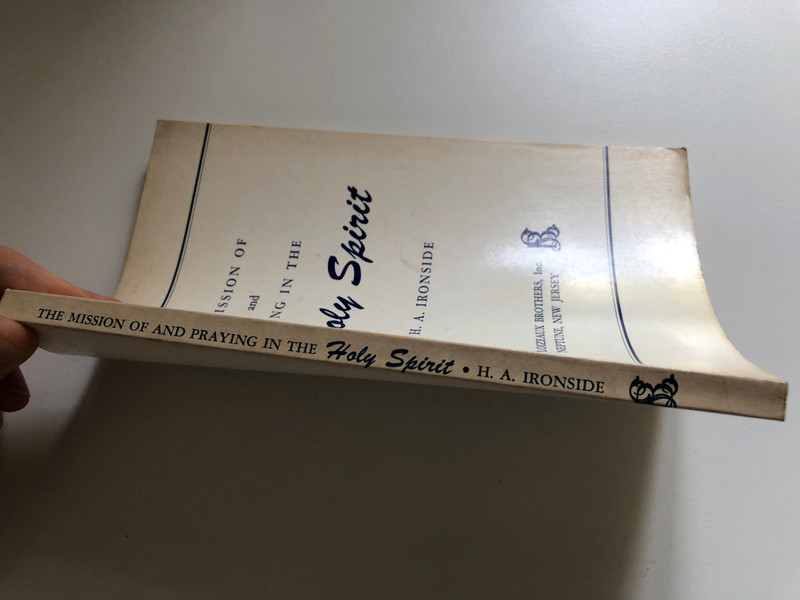 THE MISSION OF AND PRAYING IN THE Holy Spirit • H. A. IRONSIDE
ISSION OF
and
NG IN THE
oly Spirit
H. A. IRONSIDE
LOIZEAUX BROTHERS, Inc.
NEPTUNE, NEW JERSEY